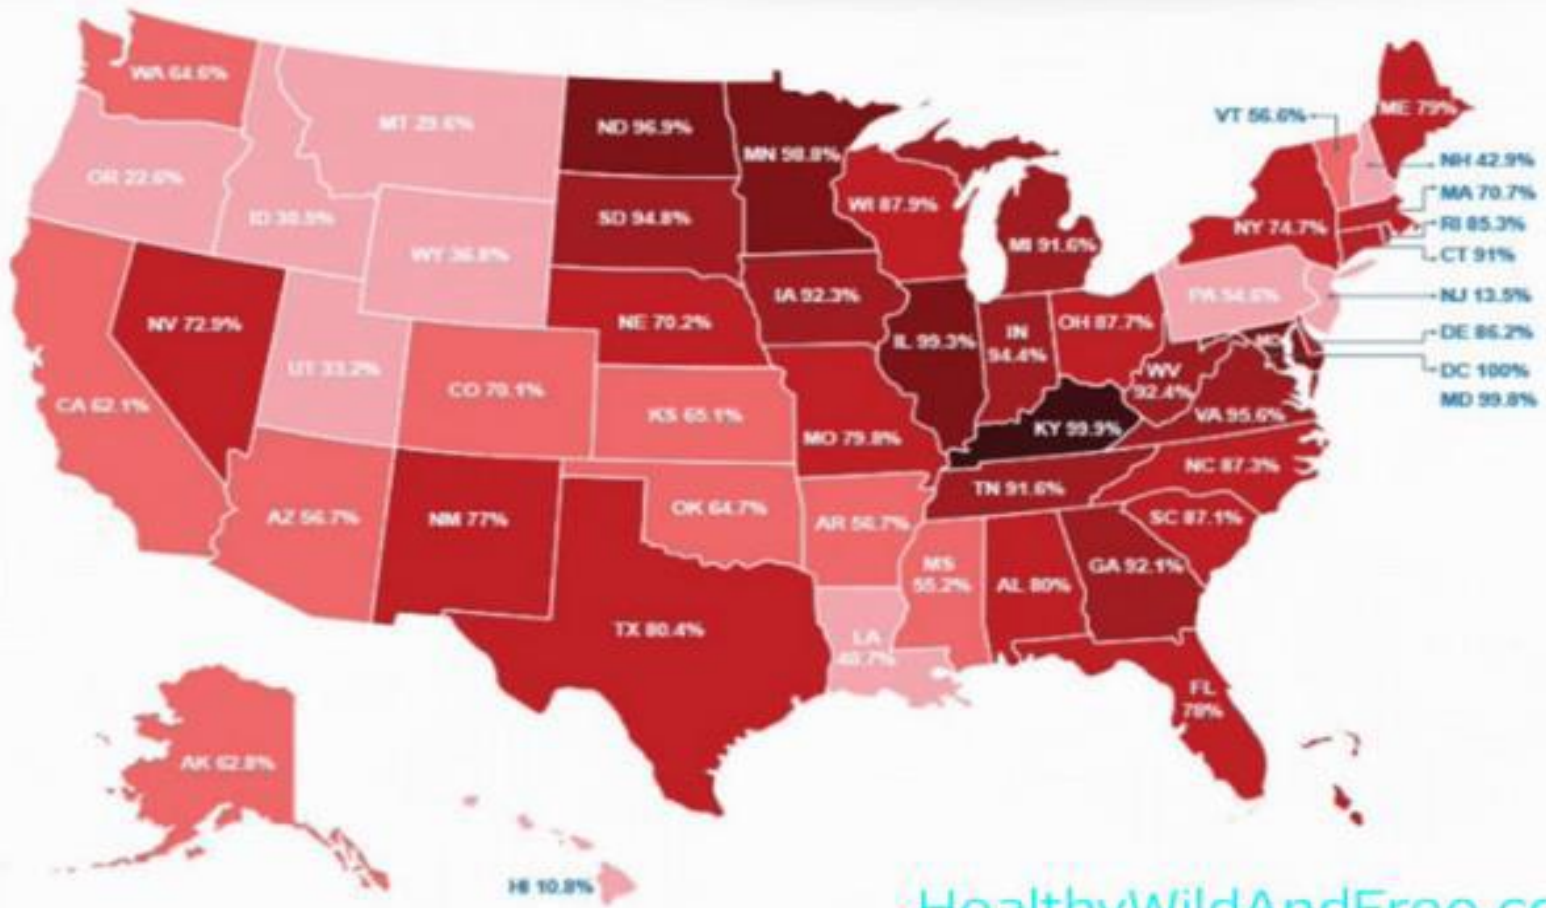 WA 64.6%
MT 29.6%
ND 96.9%
MN 98.8%
VT 56.6%
ME 79%
OR 22.6%
ID
SD 94.8%
WI 87.9%
NH 42.9%
MA 70.7%
RI 85.3%
CT 91%
NY 74.7%
MI 91.6%
WY 36.8%
IA 92.3%
NJ 13.5%
PA 54.6%
NV 72.9%
NE 70.2%
IL 99.3%
IN
94.4%
OH 87.7%
DE 86.2%
DC 100%
MD 99.8%
UT 33.2%
CO 70.1%
WV
92.4%
CA 62.1%
KS 65.1%
VA 95.6%
MO 79.8%
KY 99.9%
NC 87.3%
TN 91.6%
AZ 56.7%
NM 77%
OK 64.7%
AR 56.7%
SC 87.1%
MS
55.2%
AL 80%
GA 92.1%
TX 80.4%
LA
40.7%
FL
78%
AK 62.8%
HI 10.8%
HealthyWildAndFree.co